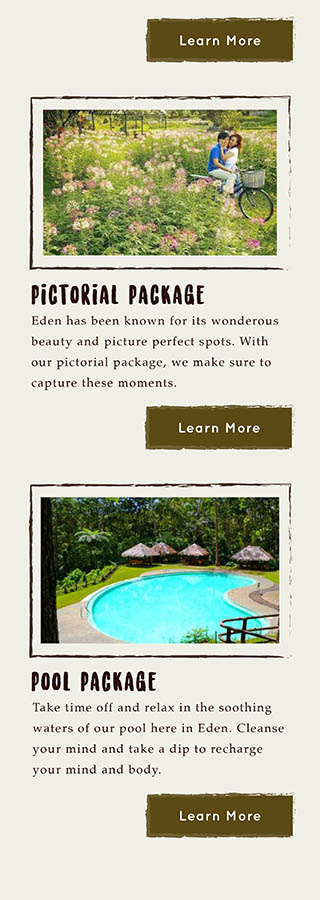 Learn More
PiCTORiAL PACKAGE
Eden has been known for its wonderous
beauty and picture perfect spots. With
our pictorial package, we make sure to
capture these moments.
Learn More
POOL PACKAGE
Take time off and relax in the soothing
waters of our pool here in Eden. Cleanse
your mind and take a dip to recharge
your mind and body.
Learn More